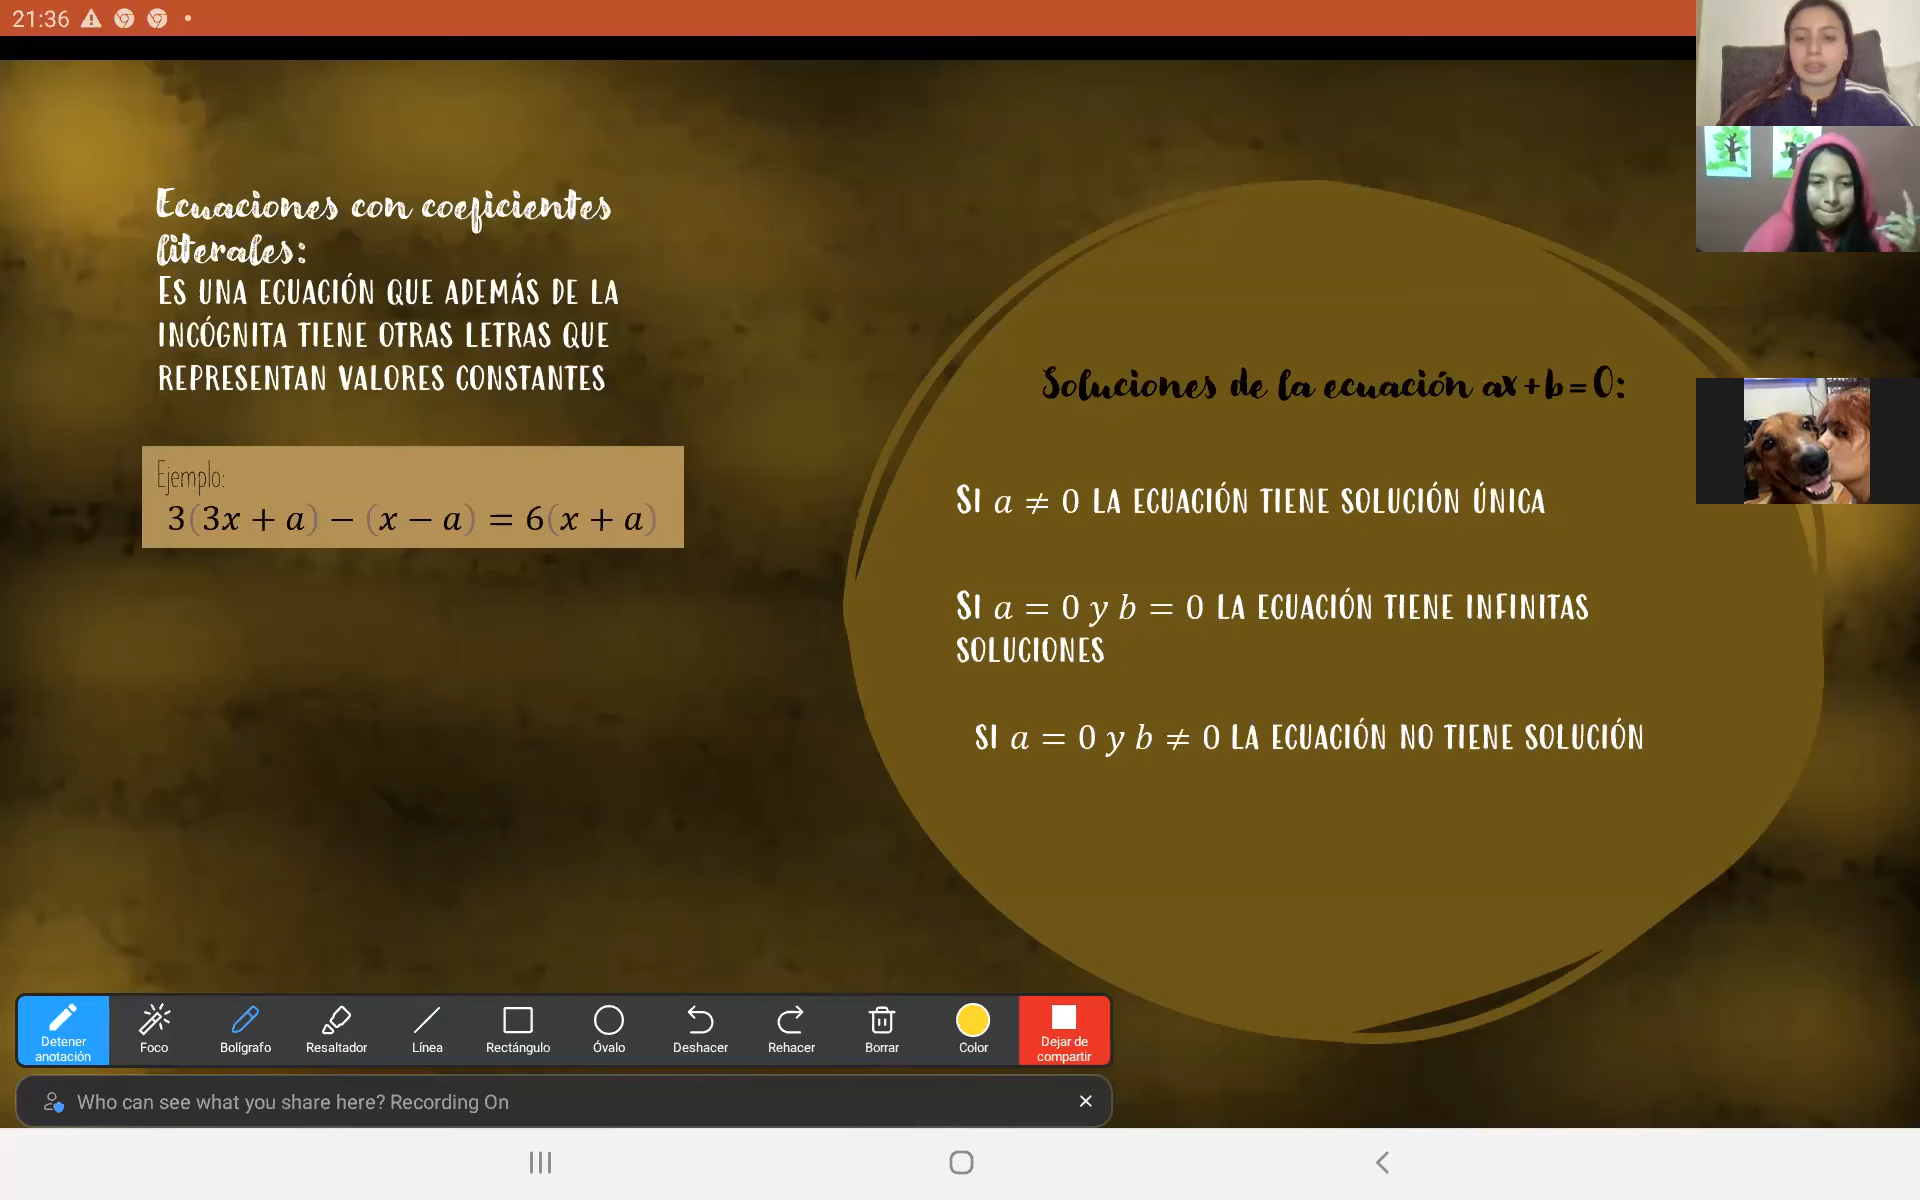 21:36
Ecuaciones con coeficientes
literales:
ES UNA ECUACIÓN QUE ADEMÁS DE LA
INCÓGNITA TIENE OTRAS LETRAS QUE
REPRESENTAN VALORES CONSTANTES
Ejemplo:
3(3x + a) − (x − a) = 6(x + a)
Soluciones de la ecuación ax+b=0:
SI a ≠ 0 LA ECUACIÓN TIENE SOLUCIÓN ÚNICA
SI a = 0 y b = 0 LA ECUACIÓN TIENE INFINITAS
SOLUCIONES
SI a = 0 y b ≠ 0 LA ECUACIÓN NO TIENE SOLUCIÓN
Detener
anotación
Foco
Bolígrafo
Resaltador
Línea
Rectángulo
Óvalo
Deshacer
Rehacer
Borrar
Color
Dejar de
compartir
Who can see what you share here? Recording On